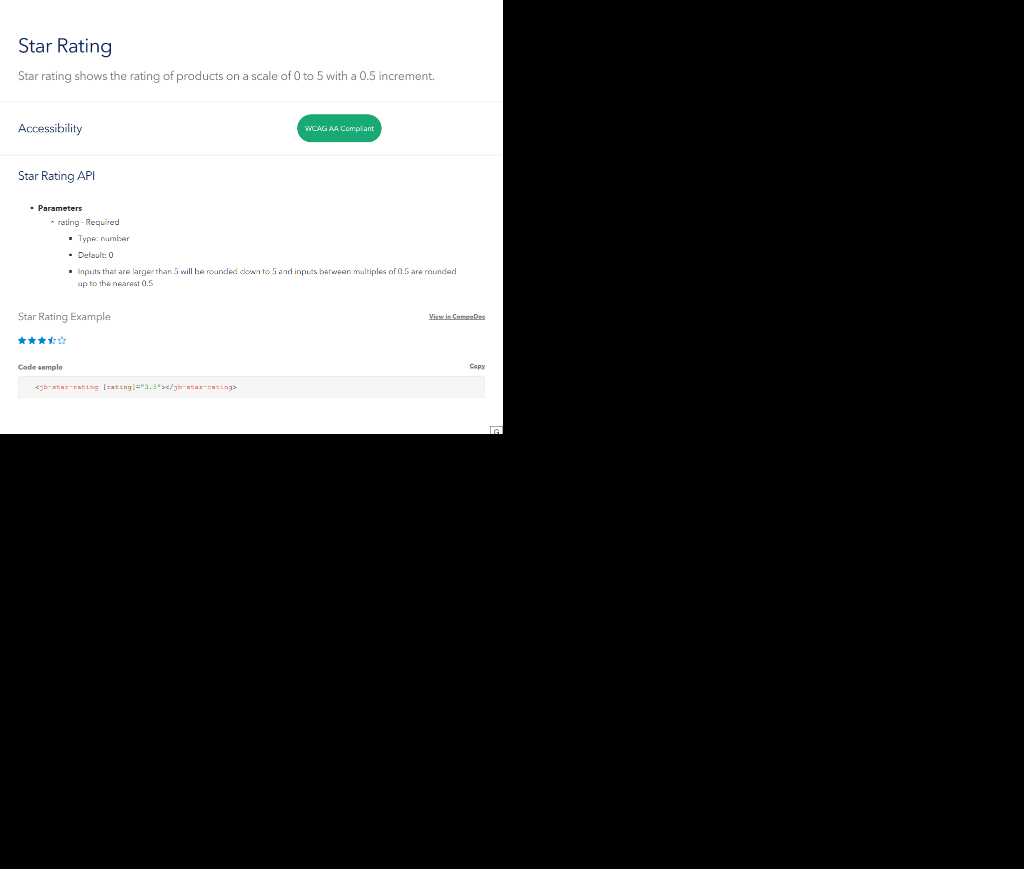 Star Rating
Star rating shows the rating of products on a scale of 0 to 5 with a 0.5 increment.
Accessibility
WCAG AA Compliant
Star Rating API
Parameters
rating - Required
Type: number
Default: 0
Inputs that are larger than 5 will be rounded down to 5 and inputs between multiples of 0.5 are rounded
up to the nearest 0.5
Star Rating Example
View in CompoDoc
Code sample
Copy
<jb-star-rating [rating]="3.5"></jb-star-rating>
G